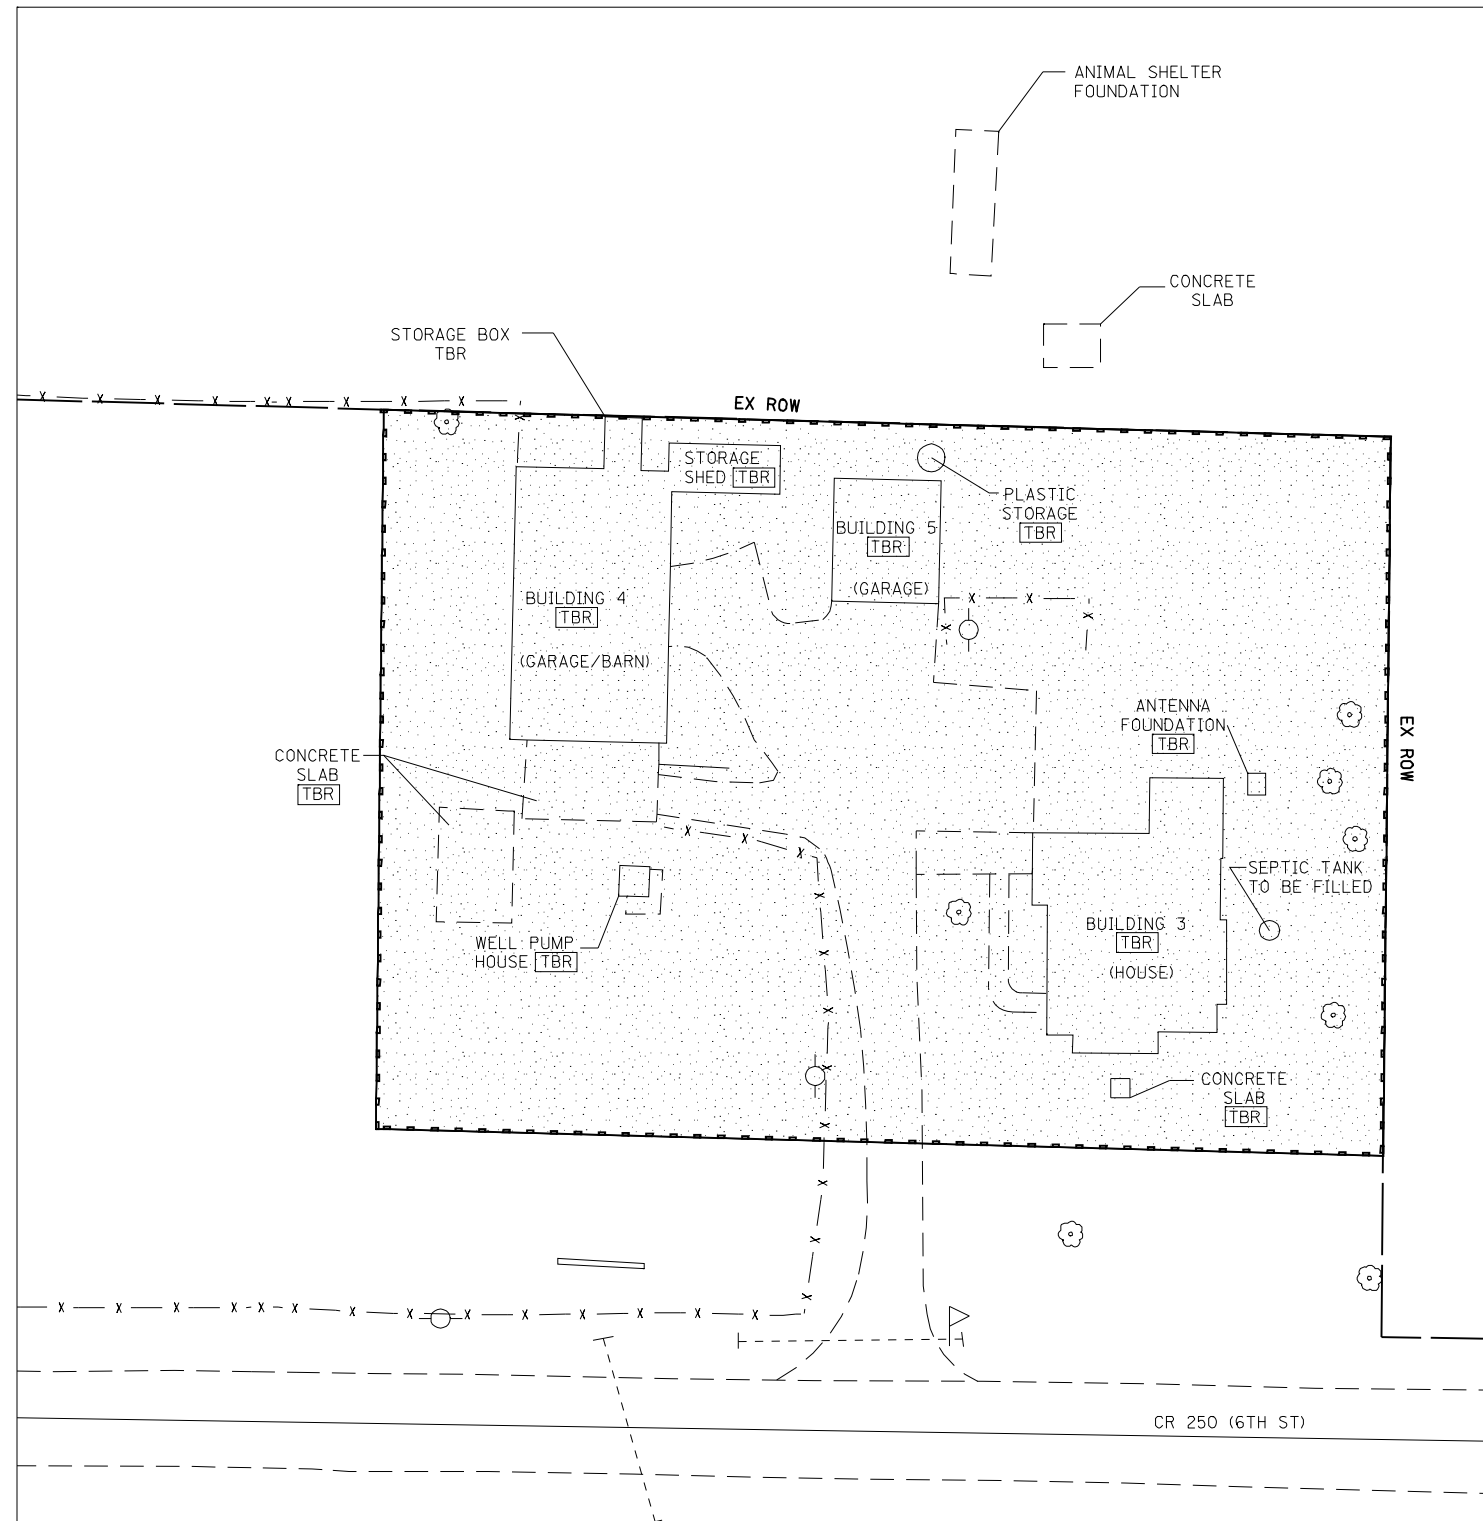 ANIMAL SHELTER
FOUNDATION
CONCRETE
SLAB
STORAGE BOX
TBR
EX ROW
STORAGE
SHED TBR
PLASTIC
STORAGE
TBR
BUILDING 5
TBR
(GARAGE)
BUILDING 4
TBR
(GARAGE/BARN)
ANTENNA
FOUNDATION
TBR
EX ROW
CONCRETE
SLAB
TBR
SEPTIC TANK
TO BE FILLED
BUILDING 3
TBR
(HOUSE)
WELL PUMP
HOUSE TBR
CONCRETE
SLAB
TBR
CR 250 (6TH ST)